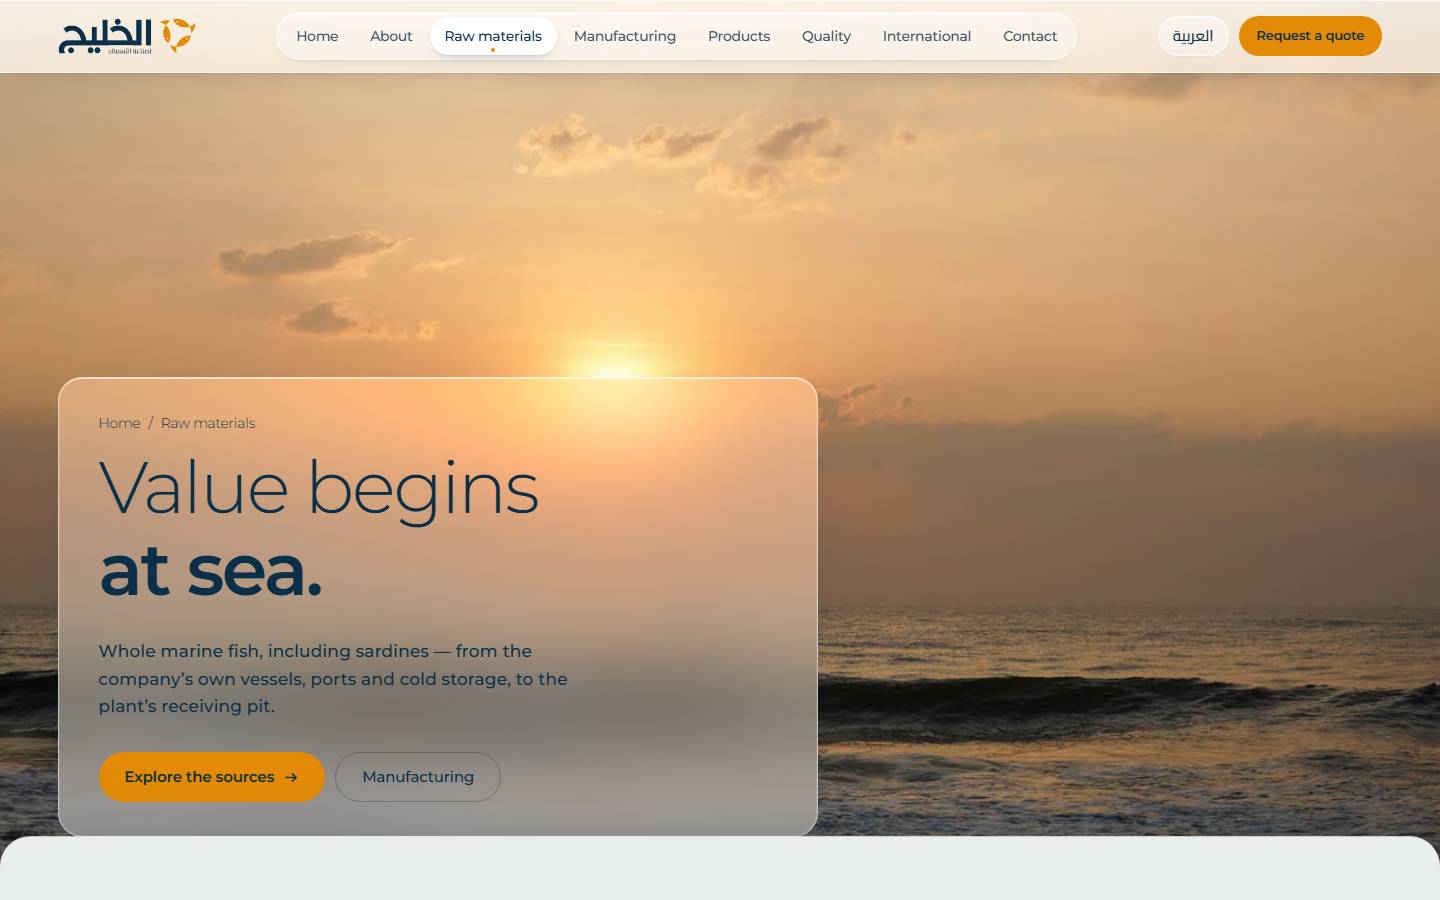 الخليج
لصناعة الأسماك
Home
About
Raw materials
Manufacturing
Products
Quality
International
Contact
العربية
Request a quote
Home / Raw materials
Value begins
at sea.
Whole marine fish, including sardines — from the
company’s own vessels, ports and cold storage, to the
plant’s receiving pit.
Explore the sources →
Manufacturing